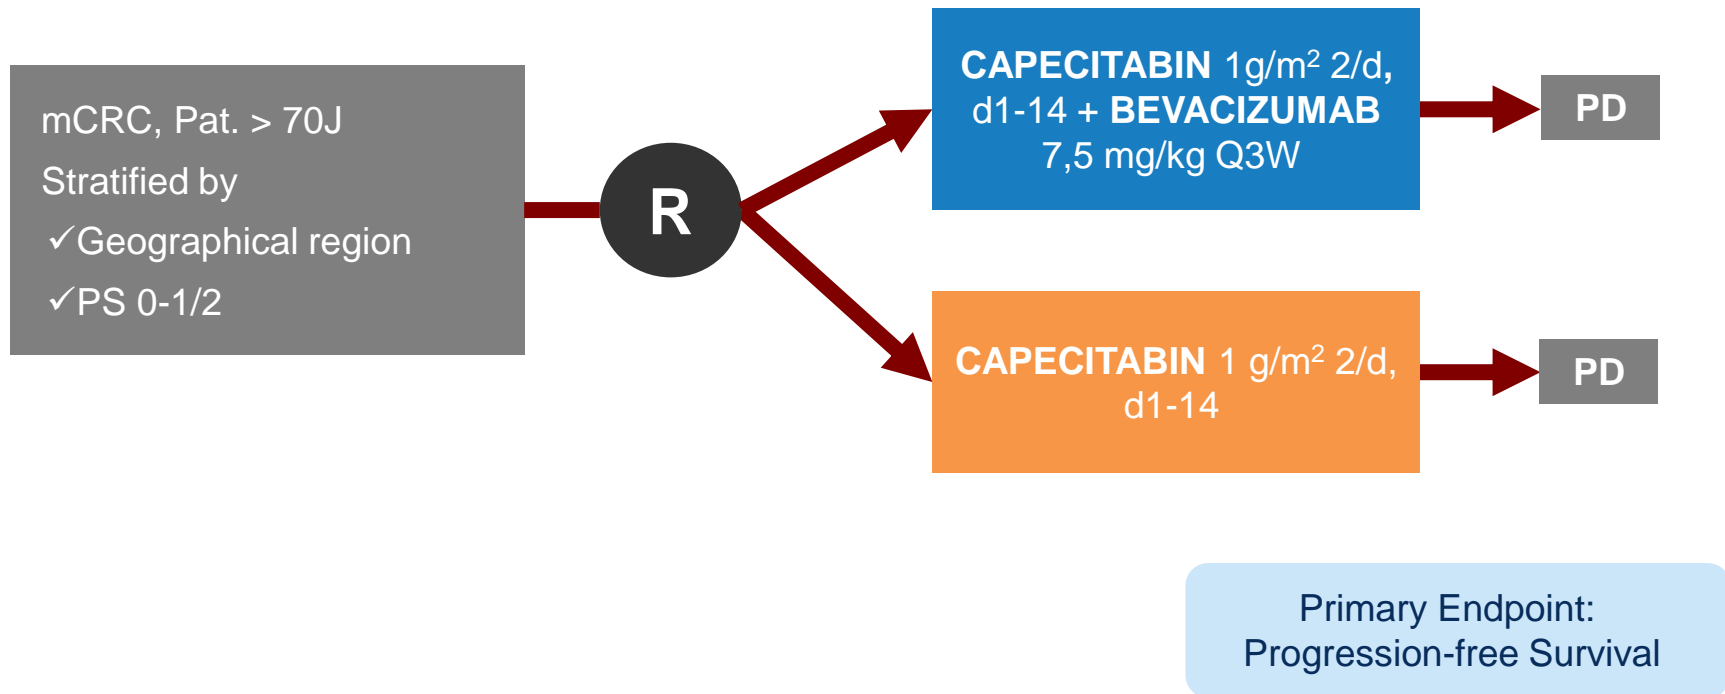 mCRC, Pat. > 70J
Stratified by
✓Geographical region
✓PS 0-1/2
R
CAPECITABIN 1g/m² 2/d,
d1-14 + BEVACIZUMAB
7,5 mg/kg Q3W
PD
CAPECITABIN 1 g/m² 2/d,
d1-14
PD
Primary Endpoint:
Progression-free Survival